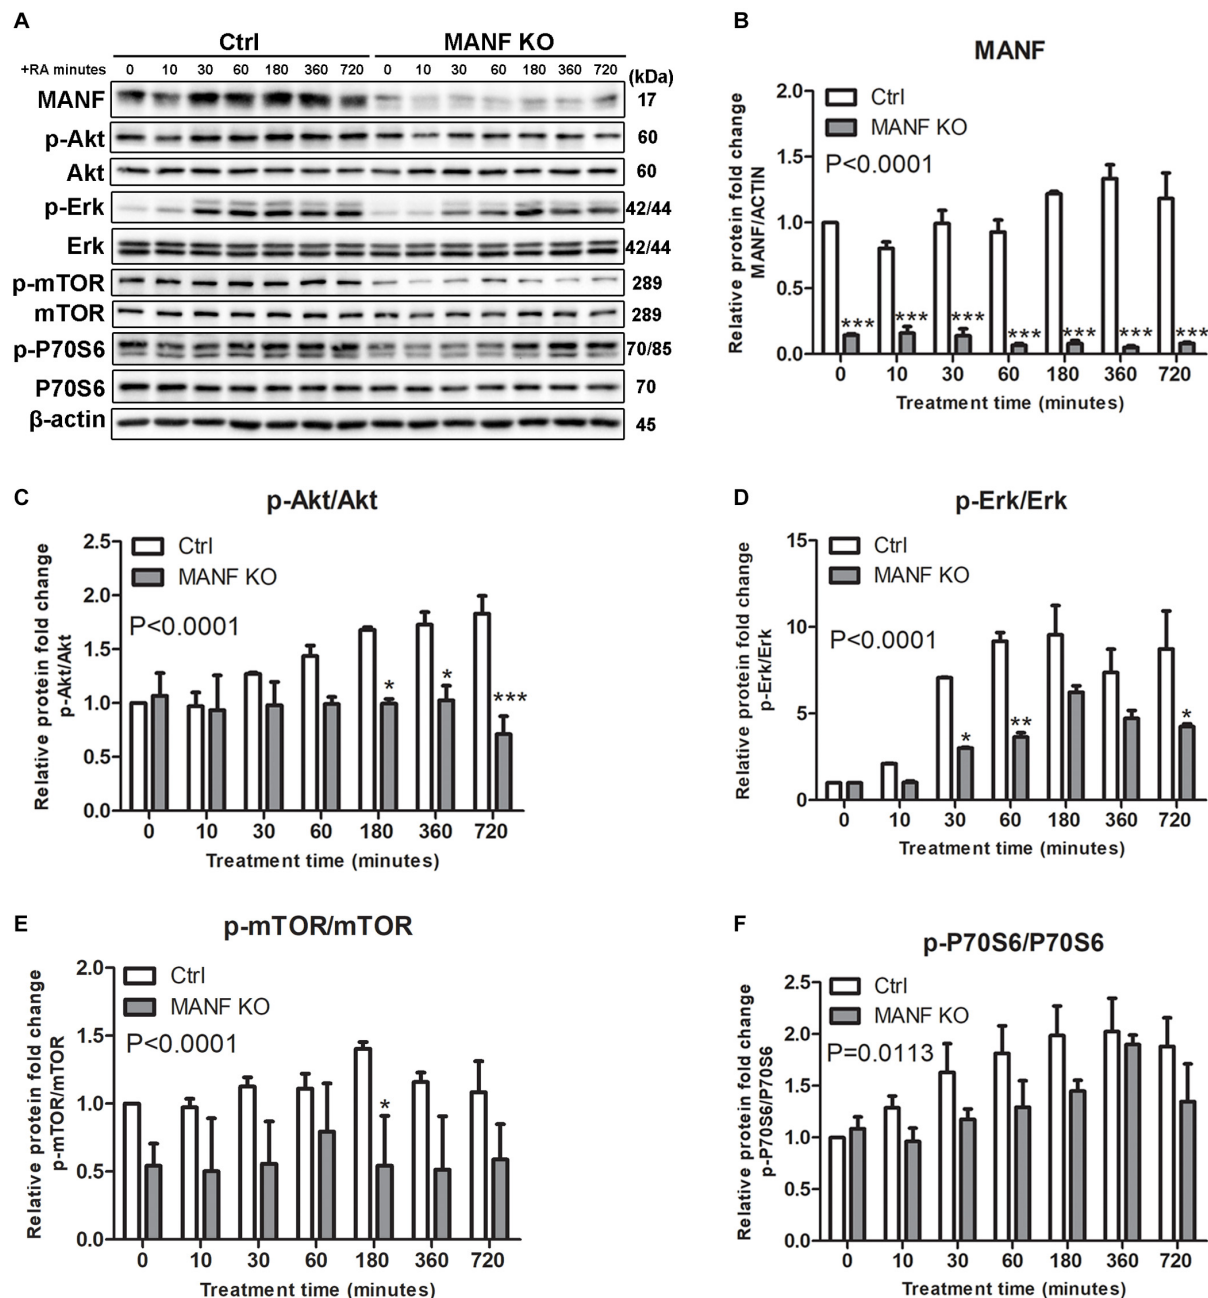 A
Ctrl MANF KO
+RA minutes 0 10 30 60 180 360 720 0 10 30 60 180 360 720 (kDa)
MANF 17
p-Akt 60
Akt 60
p-Erk 42/44
Erk 42/44
p-mTOR 289
mTOR 289
p-P70S6 70/85
P70S6 70
β-actin 45
B
MANF
Relative protein fold change
MANF/ACTIN
2.0
1.5
1.0
0.5
0.0
Ctrl
MANF KO
P<0.0001
*** *** *** *** *** *** ***
0 10 30 60 180 360 720
Treatment time (minutes)
C
p-Akt/Akt
Relative protein fold change
p-Akt/Akt
2.5
2.0
1.5
1.0
0.5
0.0
Ctrl
MANF KO
P<0.0001
* * ***
0 10 30 60 180 360 720
Treatment time (minutes)
D
p-Erk/Erk
Relative protein fold change
p-Erk/Erk
15
10
5
0
Ctrl
MANF KO
P<0.0001
* ** *
0 10 30 60 180 360 720
Treatment time (minutes)
E
p-mTOR/mTOR
Relative protein fold change
p-mTOR/mTOR
2.0
1.5
1.0
0.5
0.0
Ctrl
MANF KO
P<0.0001
*
0 10 30 60 180 360 720
Treatment time (minutes)
F
p-P70S6/P70S6
Relative protein fold change
p-P70S6/P70S6
2.5
2.0
1.5
1.0
0.5
0.0
Ctrl
MANF KO
P=0.0113
0 10 30 60 180 360 720
Treatment time (minutes)